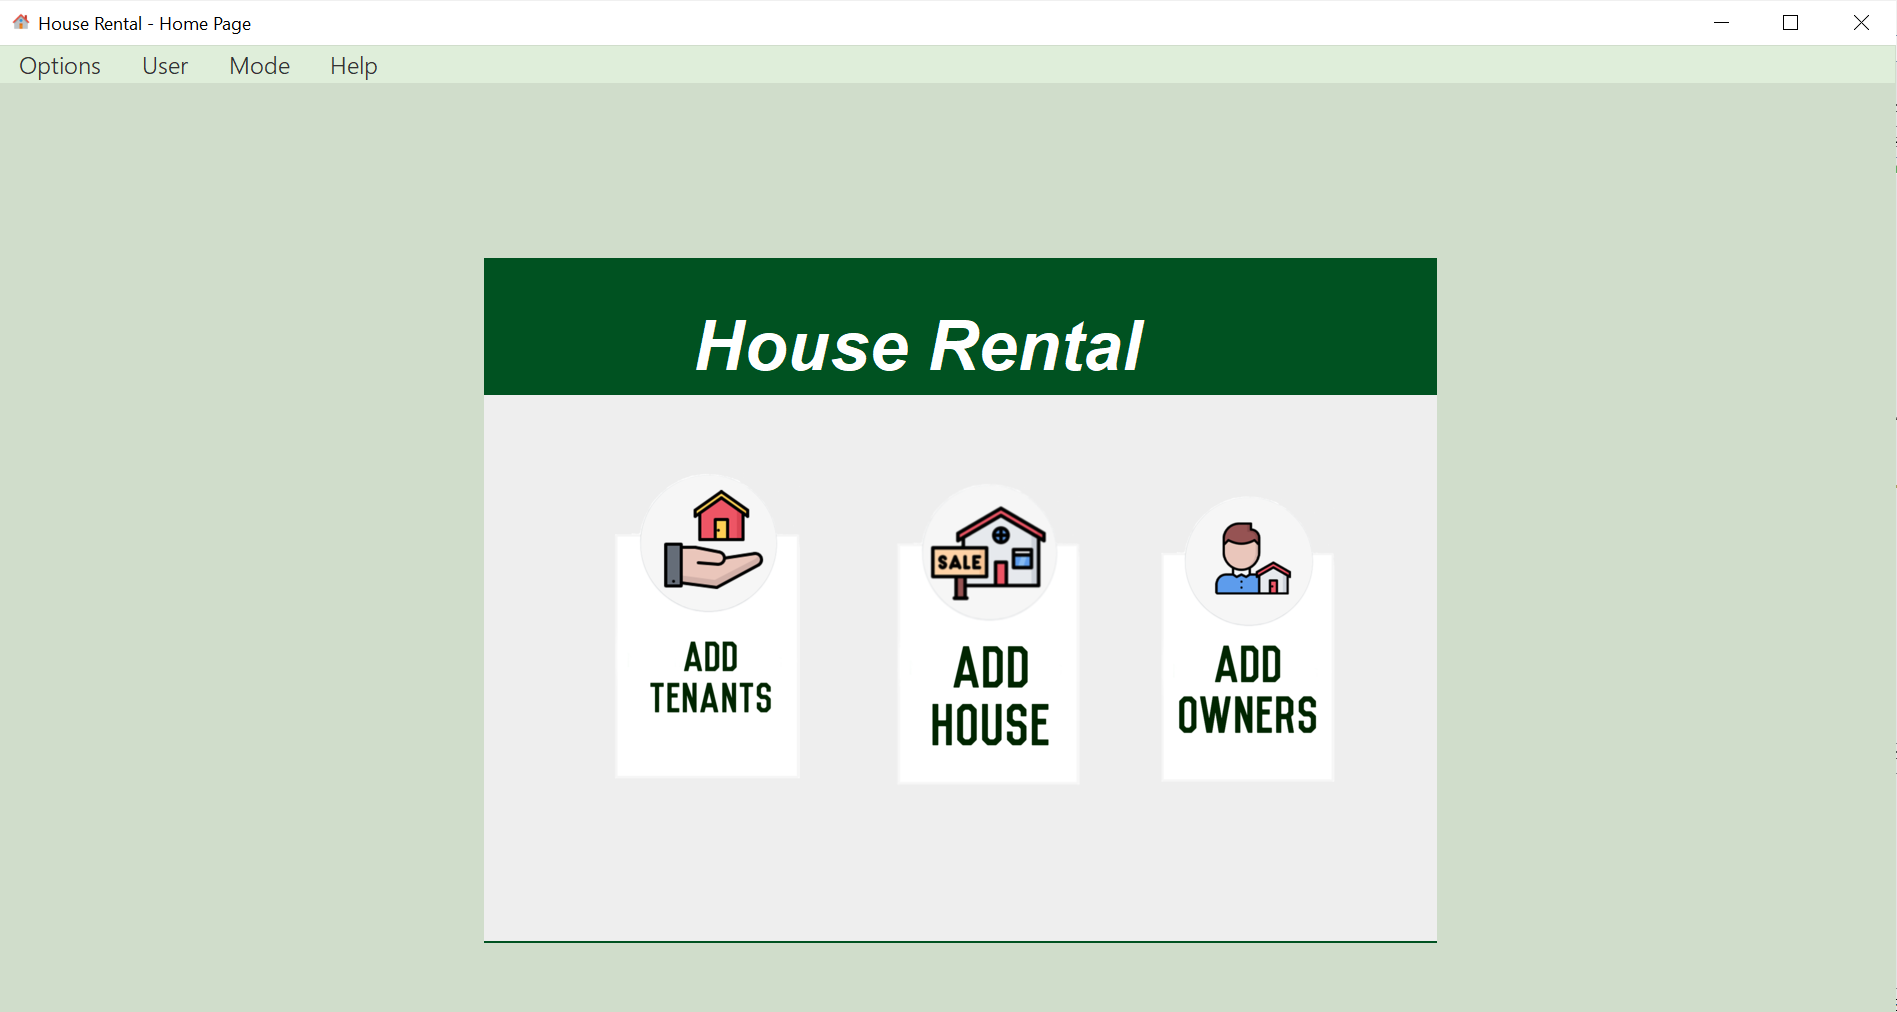 House Rental - Home Page
Options User Mode Help
House Rental
SALE
ADD
TENANTS
ADD
HOUSE
ADD
OWNERS